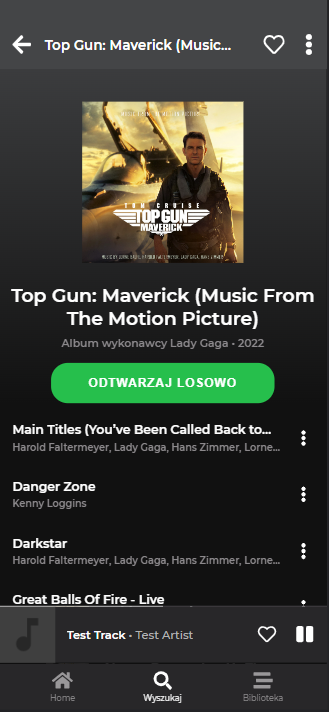 Top Gun: Maverick (Music...
TOM CRUISE
TOP GUN
MAVERICK
Top Gun: Maverick (Music From
The Motion Picture)
Album wykonawcy Lady Gaga • 2022
ODTWARZAJ LOSOWO
Main Titles (You've Been Called Back to...
Harold Faltermeyer, Lady Gaga, Hans Zimmer, Lorne...
Danger Zone
Kenny Loggins
Darkstar
Harold Faltermeyer, Lady Gaga, Hans Zimmer, Lorne...
Great Balls Of Fire - Live
Test Track • Test Artist
Home
Wyszukaj
Biblioteka